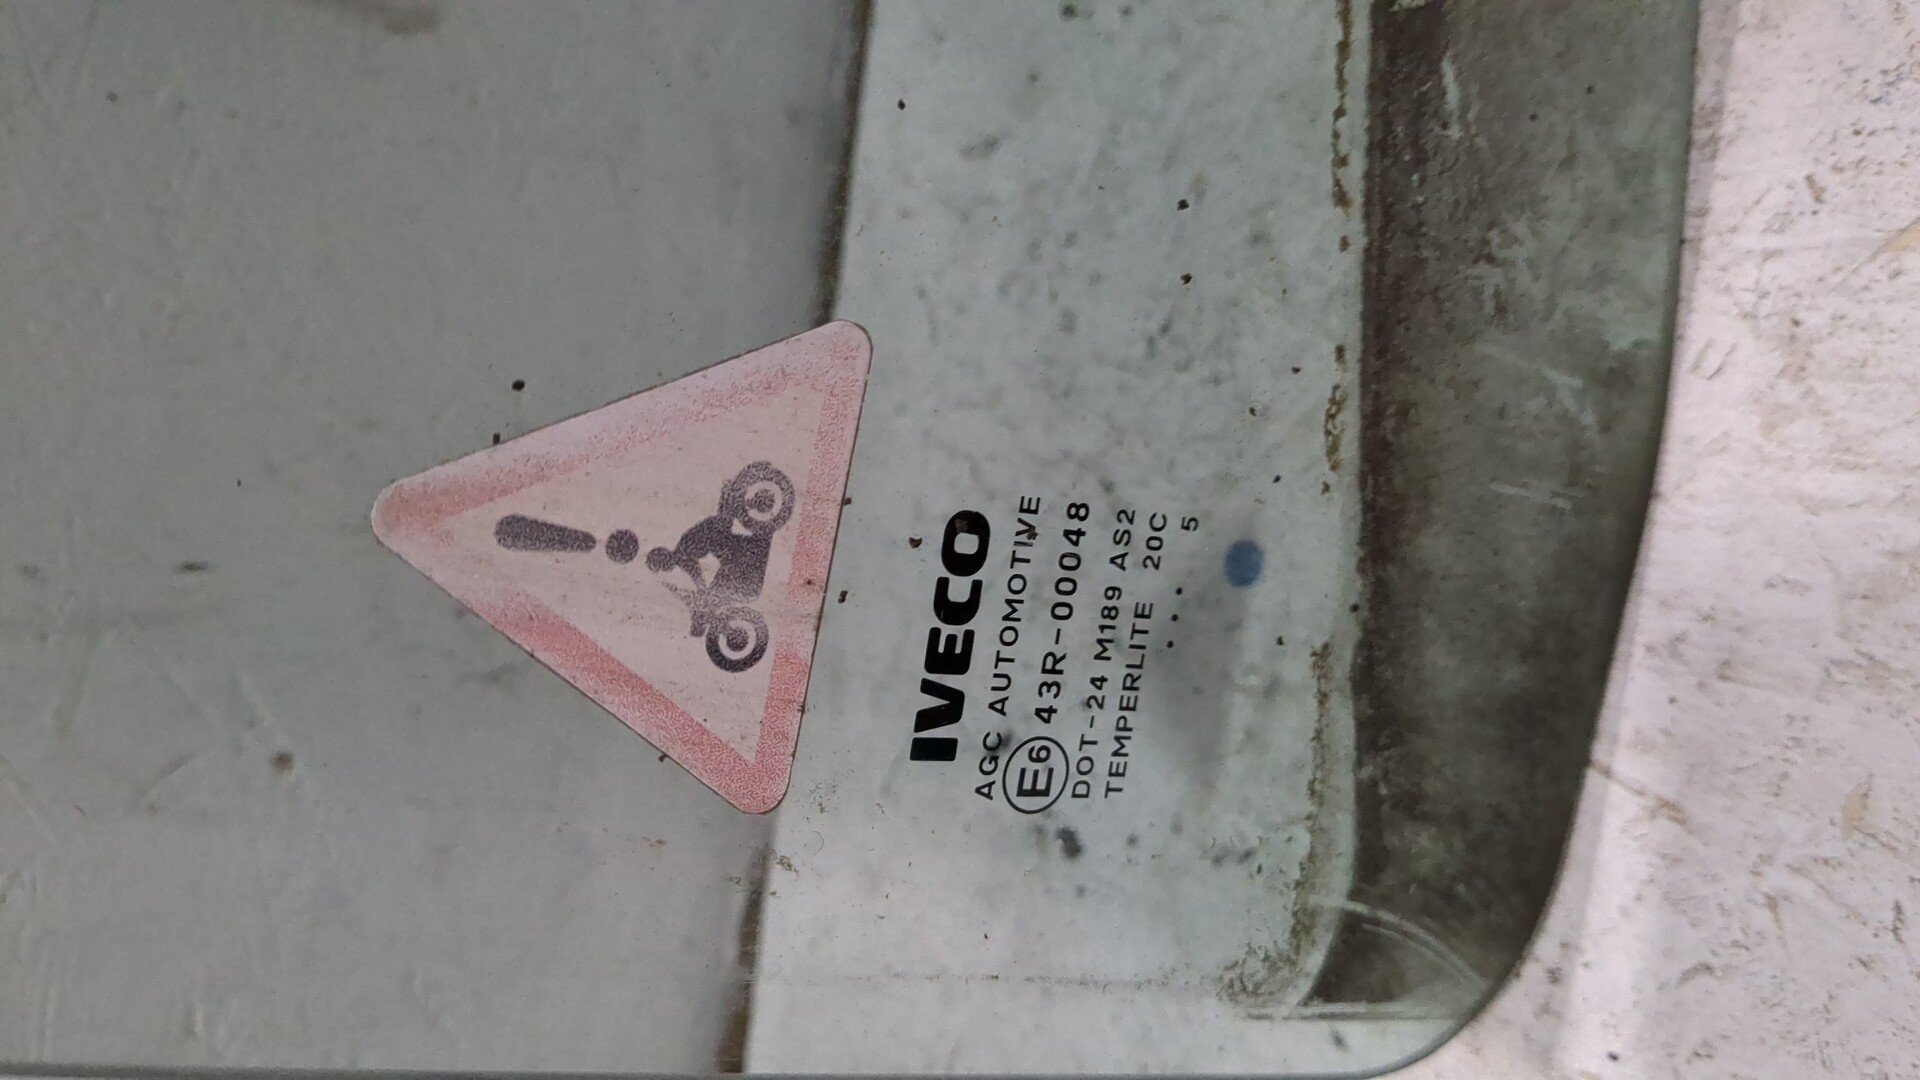 IVECO
AGC AUTOMOTIVE
E6 43R-00048
DOT-24 M189 AS2
TEMPERLITE 20C
. . . 5